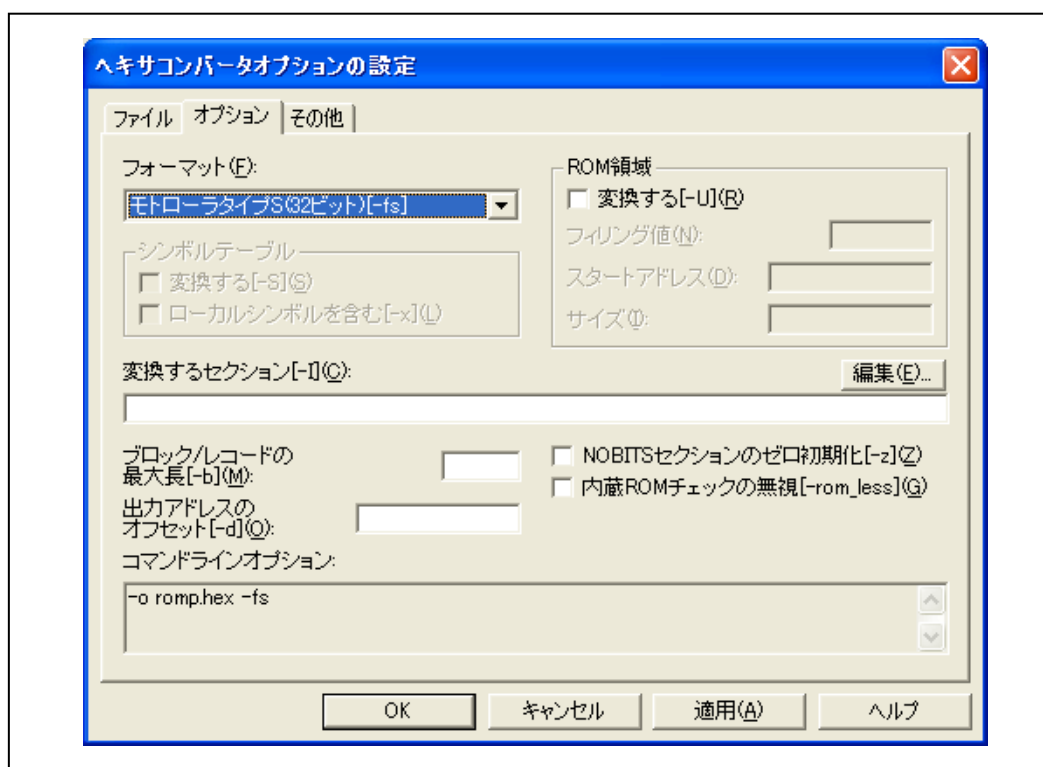 ヘキサコンバータオプションの設定
ファイル オプション その他
フォーマット(F):
モトローラタイプS(32ビット)[-fs]
シンボルテーブル
変換する[-S](S)
ローカルシンボルを含む[-x](L)
ROM領域
変換する[-U](R)
フィリング値(N):
スタートアドレス(D):
サイズ(I):
変換するセクション[-I](C):
編集(E)...
ブロック/レコードの
最大長[-b](M):
出力アドレスの
オフセット[-d](O):
NOBITSセクションのゼロ初期化[-z](Z)
内蔵ROMチェックの無視[-rom_less](G)
コマンドラインオプション:
-o romp.hex -fs
OK キャンセル 適用(A) ヘルプ